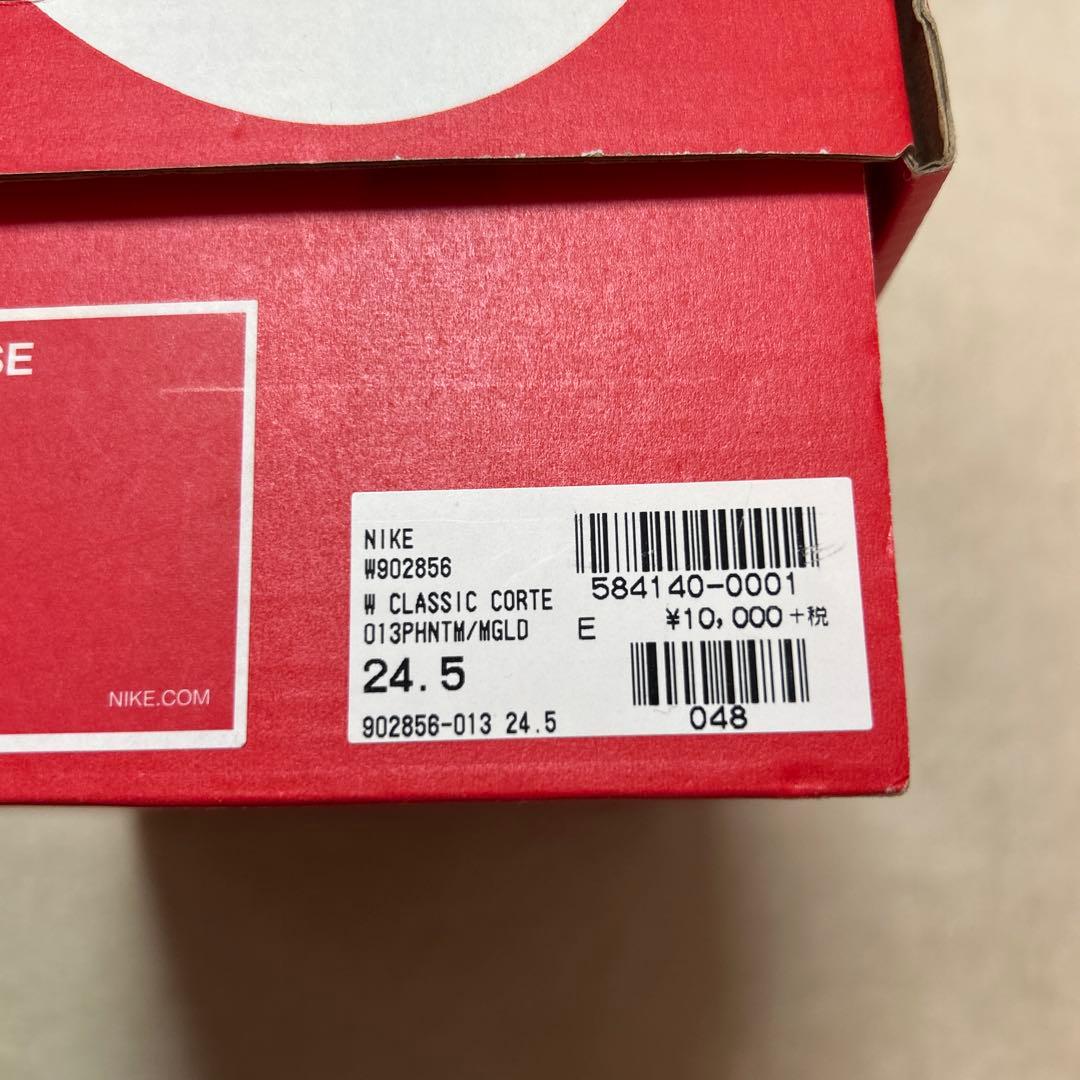 SE
NIKE.COM
NIKE
W902856
W CLASSIC CORTE
013PHNTM/MGLD
E
24.5
902856-013 24.5
584140-0001
¥10,000+税
048